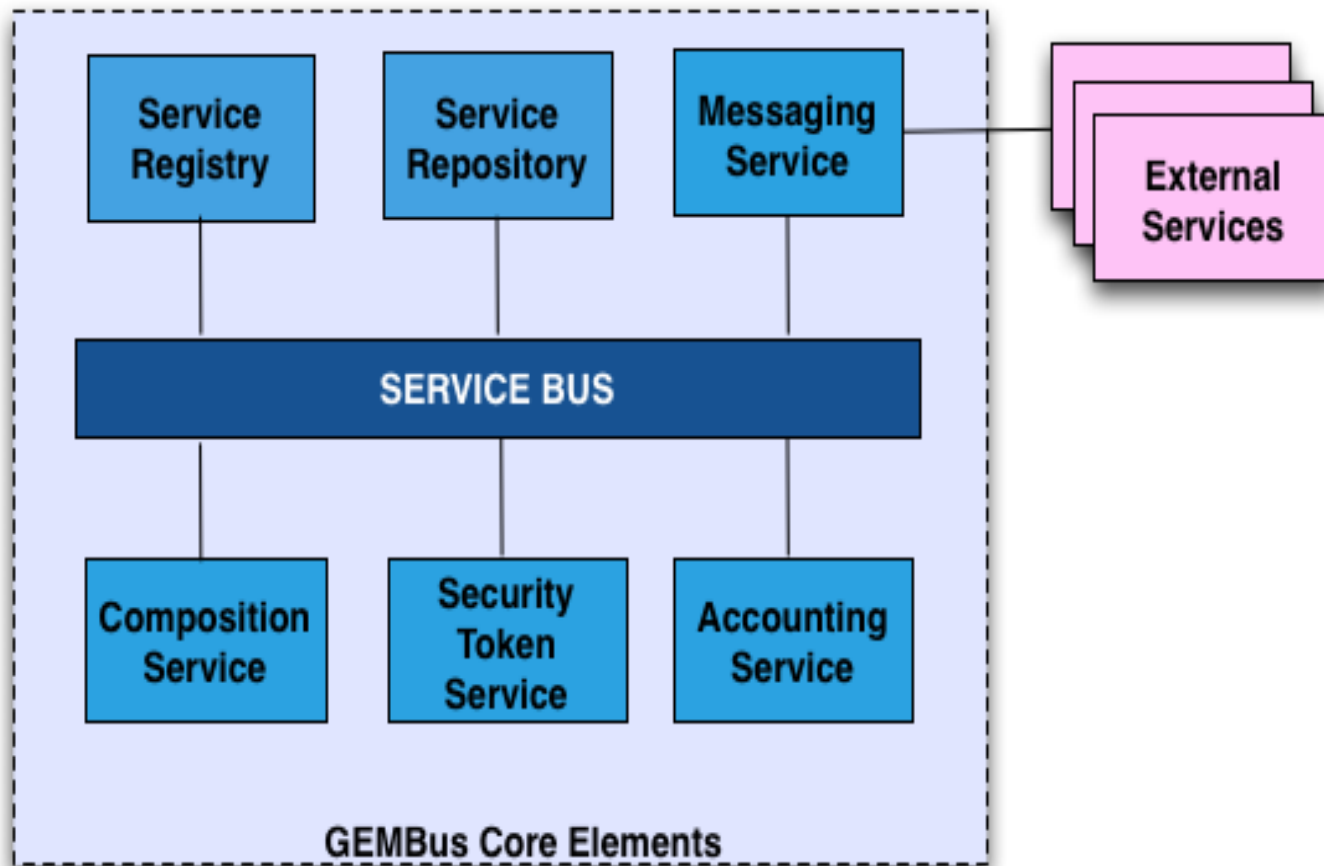 Service
Registry
Service
Repository
Messaging
Service
External
Services
SERVICE BUS
Composition
Service
Security
Token
Service
Accounting
Service
GEMBus Core Elements